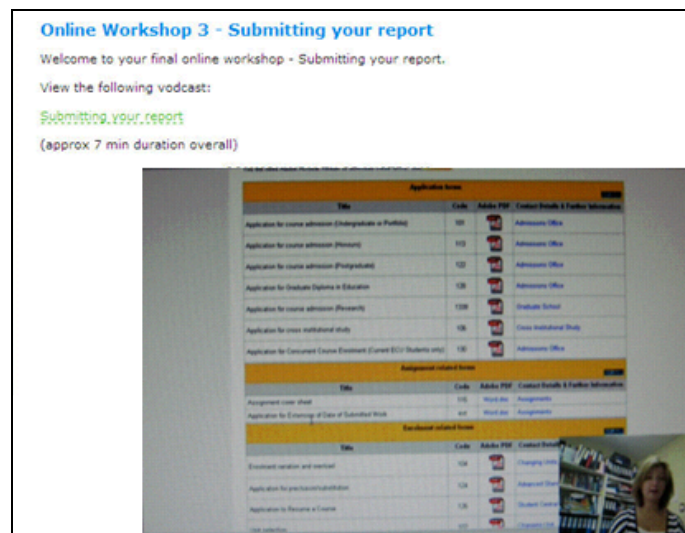 Online Workshop 3 - Submitting your report
Welcome to your final online workshop - Submitting your report.
View the following vodcast:
Submitting your report
(approx 7 min duration overall)
Application forms
Title Code Adobe PDF Contact Details & Further Information
Application for course admission (Undergraduate or Portfolio) Admissions Office
Application for course admission (Honours) Admissions Office
Application for course admission (Postgraduate) Admissions Office
Application for Graduate Diploma in Education Admissions Office
Application for course admission (Research) Graduate School
Application for cross institutional study Cross Institutional Study
Application for Concurrent Course Enrolment (Current ECU Students only) Admissions Office
Assignment related forms
Title Code Adobe PDF Contact Details & Further Information
Assignment cover sheet Word doc Assignments
Application for Extension of Date of Submitted Work Word doc Assignments
Enrolment related forms
Title Code Adobe PDF Contact Detail
Enrolment variation and overload Changing Units
Application for Advanced Stand
Application to Resume a Course Student Central
Unit selection